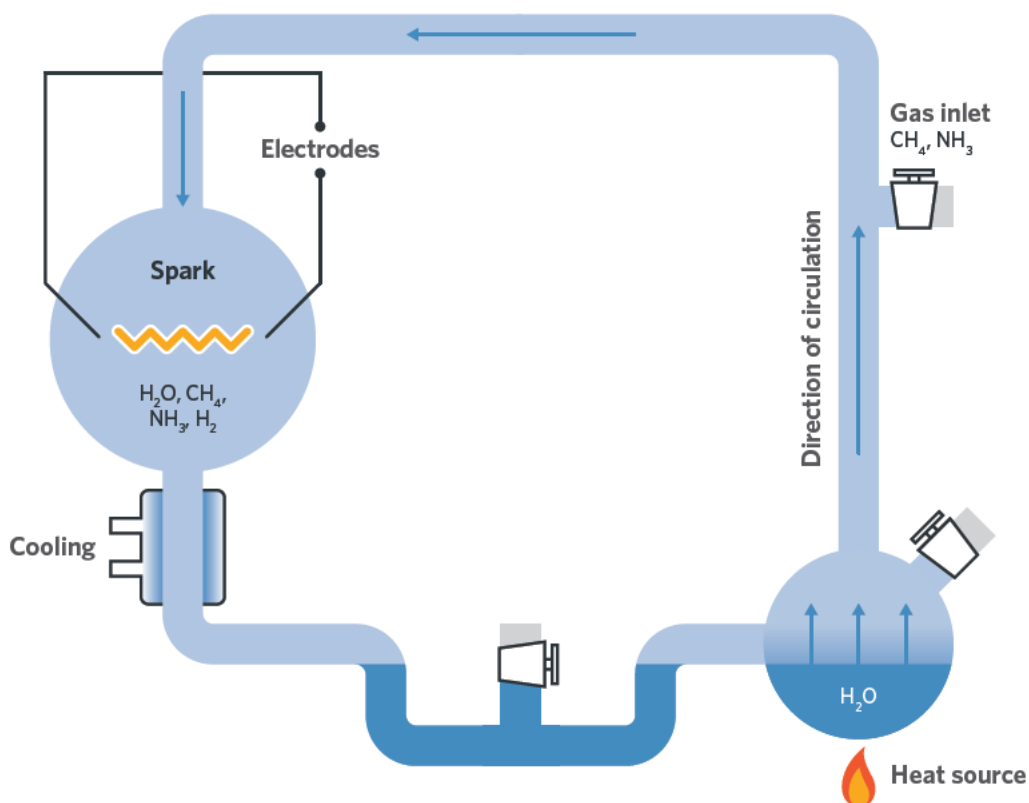 Gas inlet
CH₄, NH₃
Electrodes
Spark
Direction of circulation
H₂O, CH₄,
NH₃, H₂
Cooling
H₂O
Heat source